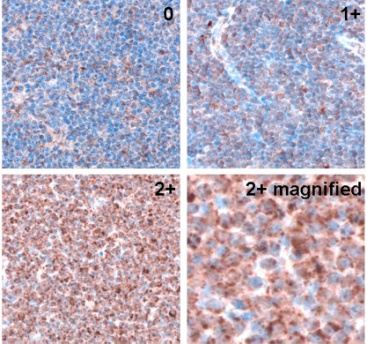 0
1+
2+
2+ magnified